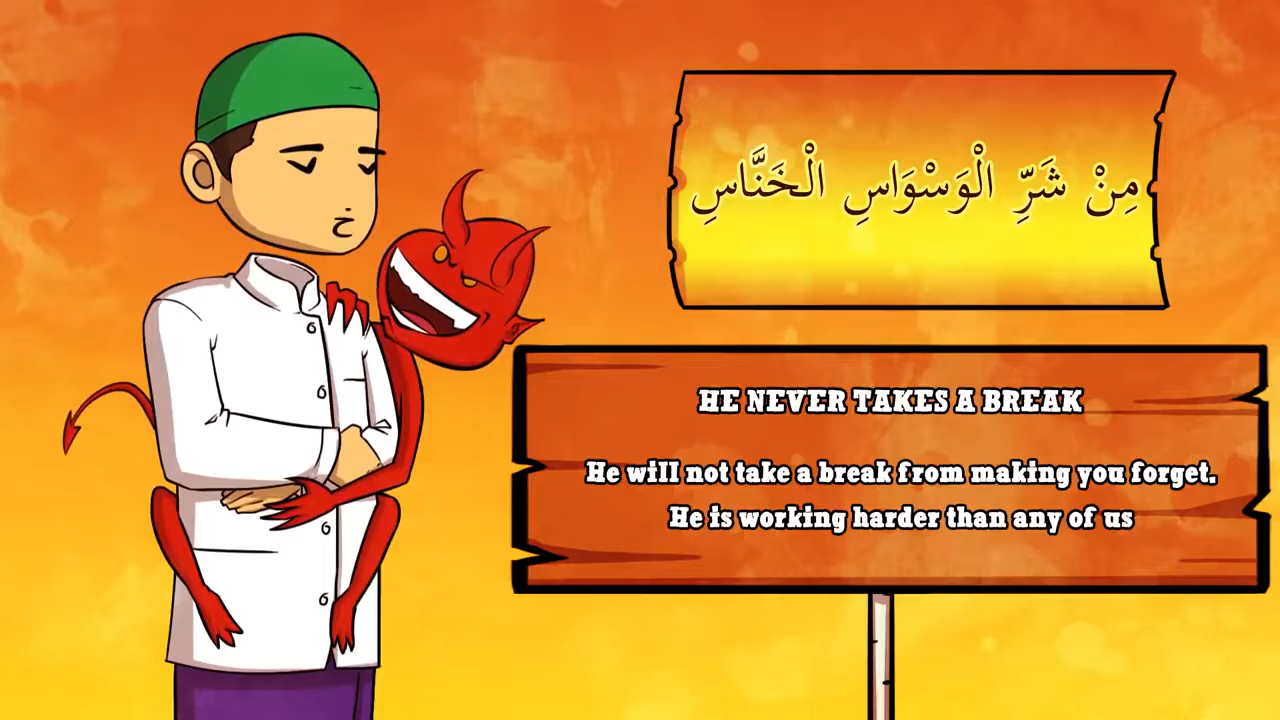 مِنْ شَرِّ الْوَسْوَاسِ الْخَنَّاسِ
HE NEVER TAKES A BREAK
He will not take a break from making you forget.
He is working harder than any of us